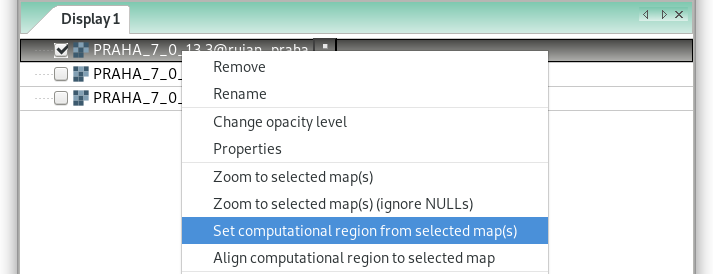 Display 1
PRAHA_7_0_13.3@ruian_praha
PRAHA_7_0_
PRAHA_7_0_
Remove
Rename
Change opacity level
Properties
Zoom to selected map(s)
Zoom to selected map(s) (ignore NULLs)
Set computational region from selected map(s)
Align computational region to selected map